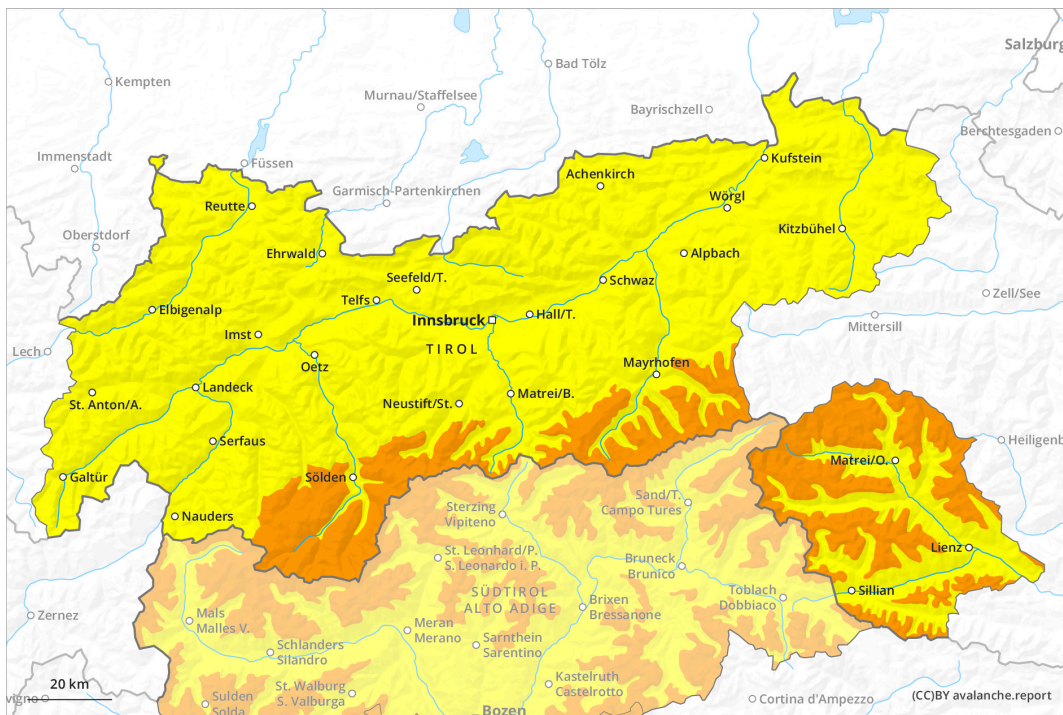 Salzburg
Kempten
Bad Tölz
Murnau/Staffelsee
Bayrischzell
Berchtesgaden
Immenstadt
Füssen
Kufstein
Achenkirch
Garmisch-Partenkirchen
Wörgl
Reutte
Oberstdorf
Kitzbühel
Ehrwald
Alpbach
Seefeld/T.
Schwaz
Zell/See
Telfs
Elbigenalp
Innsbruck
Hall/T.
Mittersill
Imst
TIROL
Lech
Oetz
Mayrhofen
Landeck
St. Anton/A.
Neustift/St.
Matrei/B.
Serfaus
Heiligenb
Matrei/O.
Galtür
Sölden
Sand/T.
Campo Tures
Sterzing
Vipiteno
Nauders
Lienz
St. Leonhard/P.
S. Leonardo i. P.
Bruneck
Brunico
Sillian
SÜDTIROL
ALTO ADIGE
Toblach
Dobbiaco
Zernez
Mals
Malles V.
Brixen
Bressanone
Meran
Merano
Schlanders
Silandro
Sarnthein
Sarentino
20 km
St. Walburg
S. Valburga
Kastelruth
Castelrotto
vigno
Sulden
Solda
Cortina d'Ampezzo
(CC)BY avalanche.report
Bozen